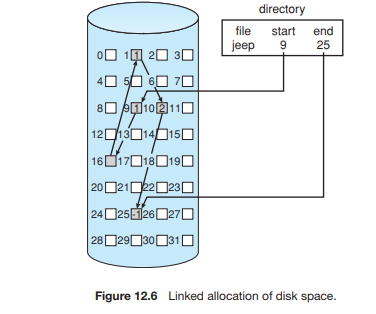 directory
file start end
jeep 9 25
0 1 1 2 3
4 5 6 7
8 9 1 10 2 11
12 13 14 15
16 17 18 19
20 21 22 23
24 25 -1 26 27
28 29 30 31
Figure 12.6 Linked allocation of disk space.